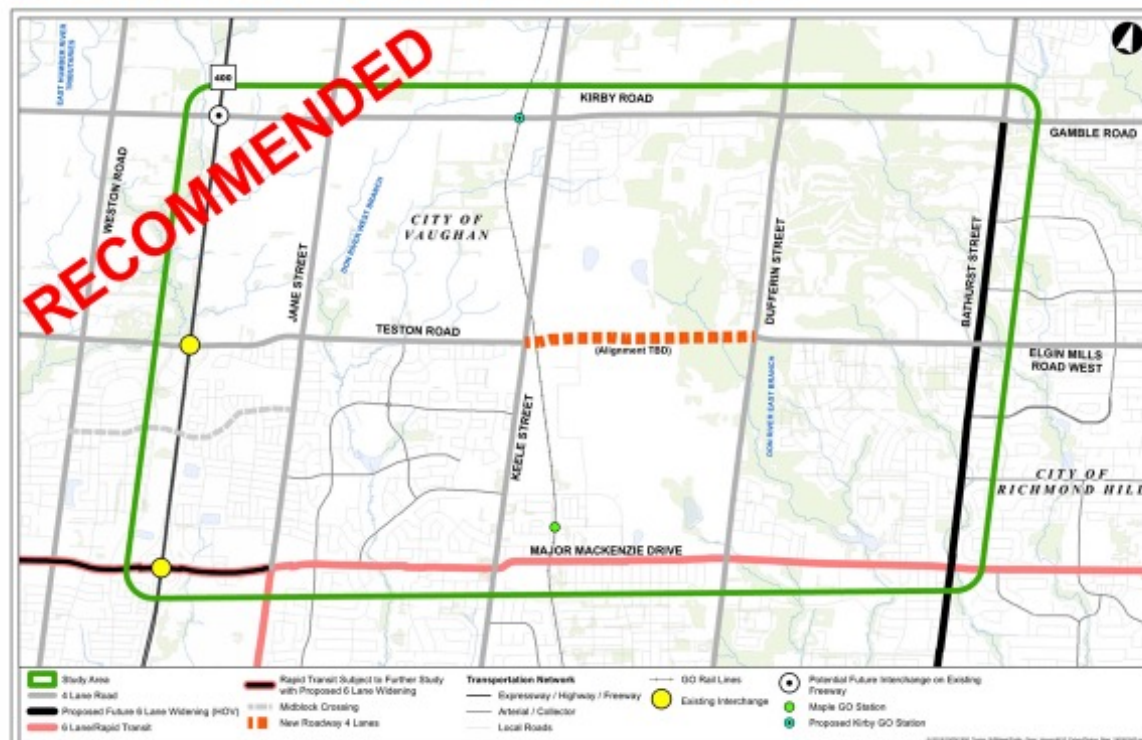 RECOMMENDED
400
EAST HUMBER RIVER
TRIBUTARIES
KIRBY ROAD
GAMBLE ROAD
WESTON ROAD
CITY OF
VAUGHAN
DON RIVER WEST BRANCH
JANE STREET
DUFFERIN STREET
BATHURST STREET
TESTON ROAD
(Alignment TBD)
ELGIN MILLS
ROAD WEST
KEELE STREET
DON RIVER EAST BRANCH
CITY OF
RICHMOND HILL
MAJOR MACKENZIE DRIVE
Study Area
4 Lane Road
Proposed Future 6 Lane Widening (HOV)
6 Lane/Rapid Transit
Rapid Transit Subject to Further Study
with Proposed 6 Lane Widening
Midblock Crossing
New Roadway 4 Lanes
Transportation Network
Expressway / Highway / Freeway
Arterial / Collector
Local Roads
GO Rail Lines
Existing Interchange
Potential Future Interchange on Existing
Freeway
Maple GO Station
Proposed Kirby GO Station